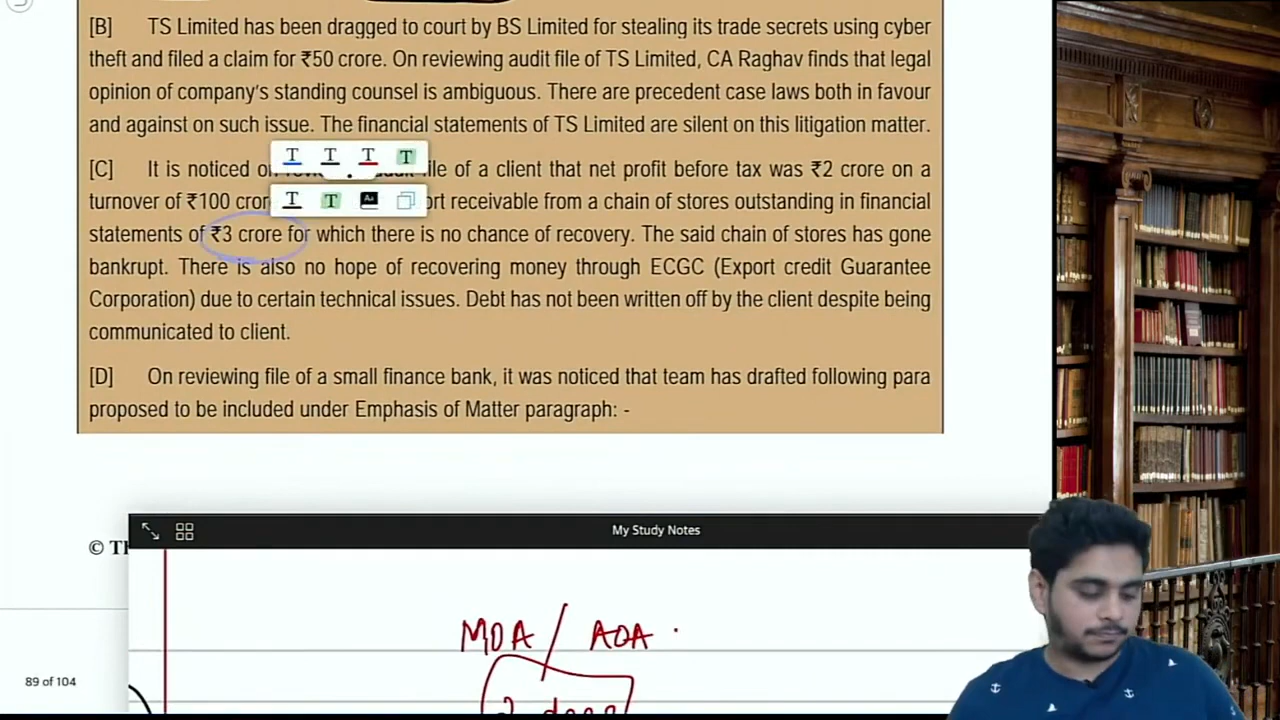 [B] TS Limited has been dragged to court by BS Limited for stealing its trade secrets using cyber
theft and filed a claim for ₹50 crore. On reviewing audit file of TS Limited, CA Raghav finds that legal
opinion of company's standing counsel is ambiguous. There are precedent case laws both in favour
and against on such issue. The financial statements of TS Limited are silent on this litigation matter.
T T T T
[C] It is noticed file of a client that net profit before tax was ₹2 crore on a
T T Aa
turnover of ₹100 receivable from a chain of stores outstanding in financial
statements of ₹3 crore for which there is no chance of recovery. The said chain of stores has gone
bankrupt. There is also no hope of recovering money through ECGC (Export credit Guarantee
Corporation) due to certain technical issues. Debt has not been written off by the client despite being
communicated to client.
[D] On reviewing file of a small finance bank, it was noticed that team has drafted following para
proposed to be included under Emphasis of Matter paragraph: -
My Study Notes
©
MOA / AOA
89 of 104